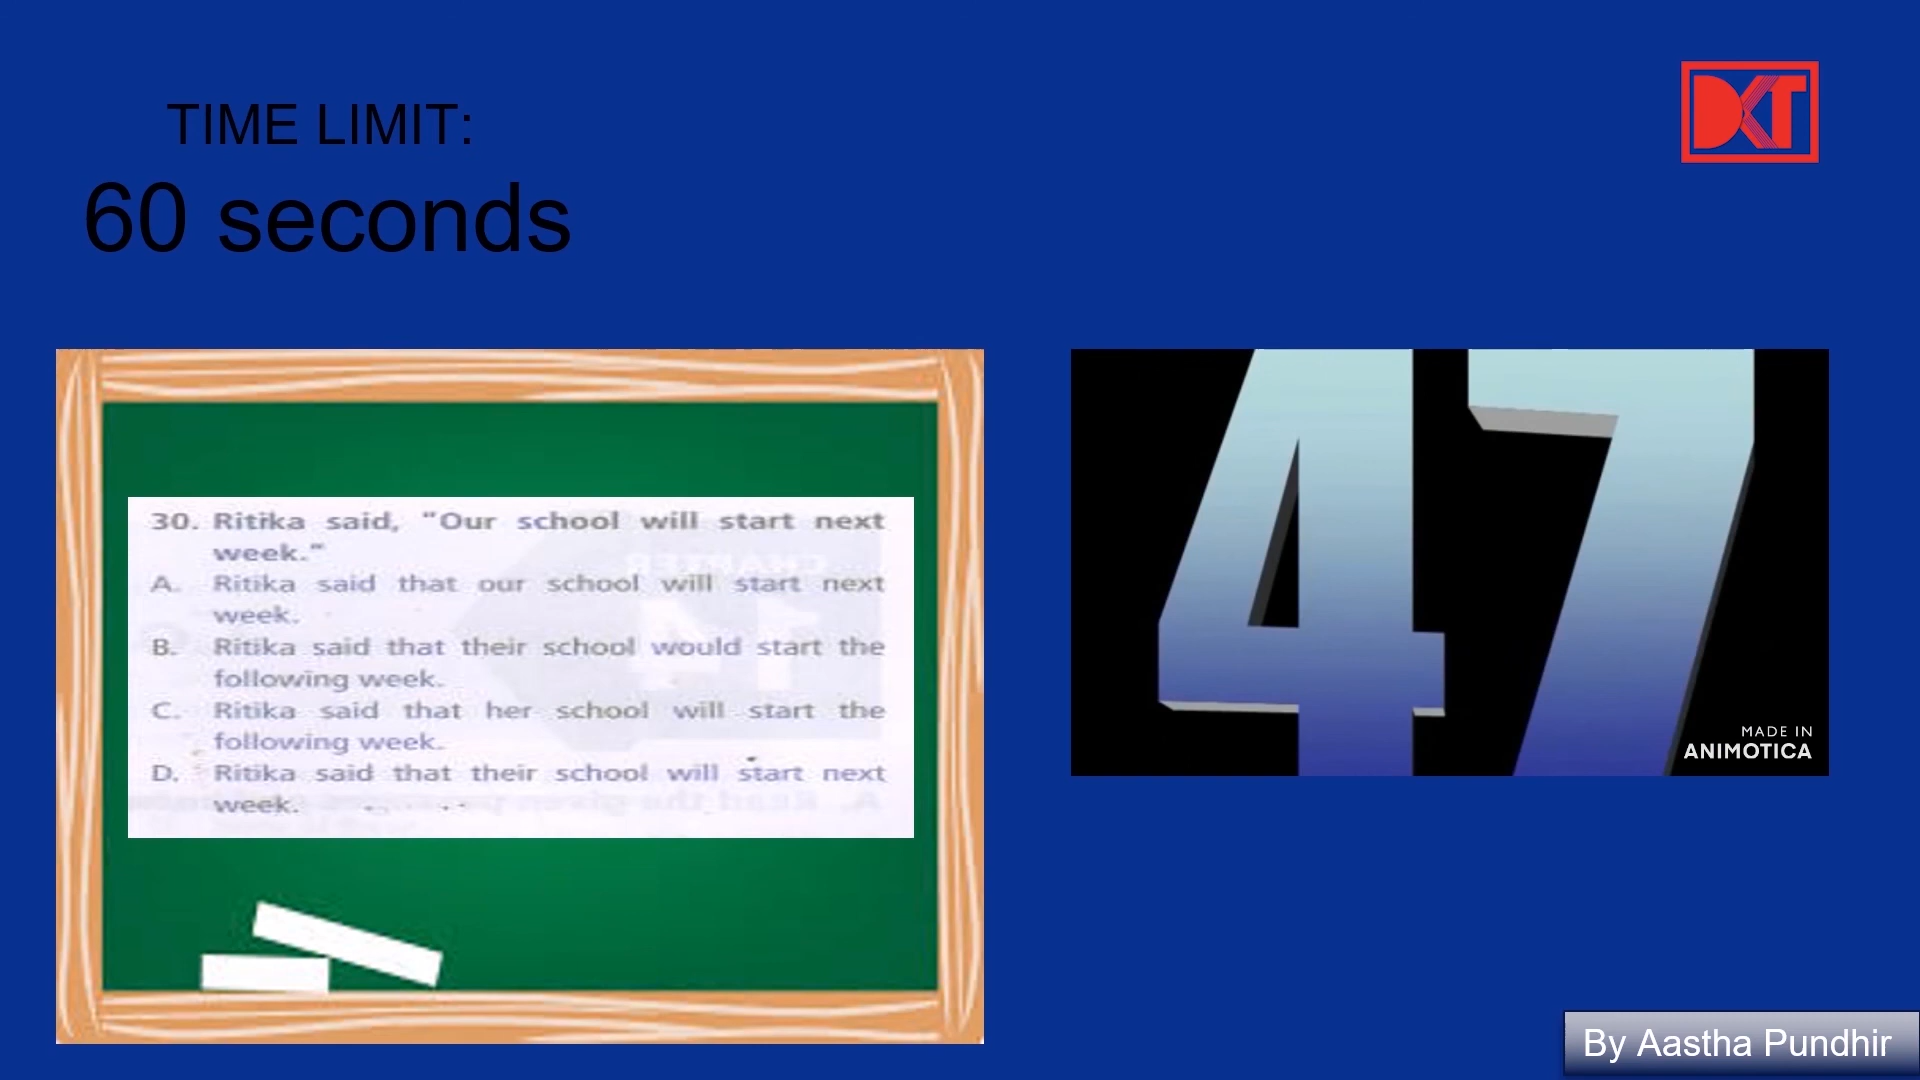 TIME LIMIT:
60 seconds
DKT
30. Ritika said, "Our school will start next
week."
A. Ritika said that our school will start next
week.
B. Ritika said that their school would start the
following week.
C. Ritika said that her school will start the
following week.
D. Ritika said that their school will start next
week.
47
MADE IN
ANIMOTICA
By Aastha Pundhir